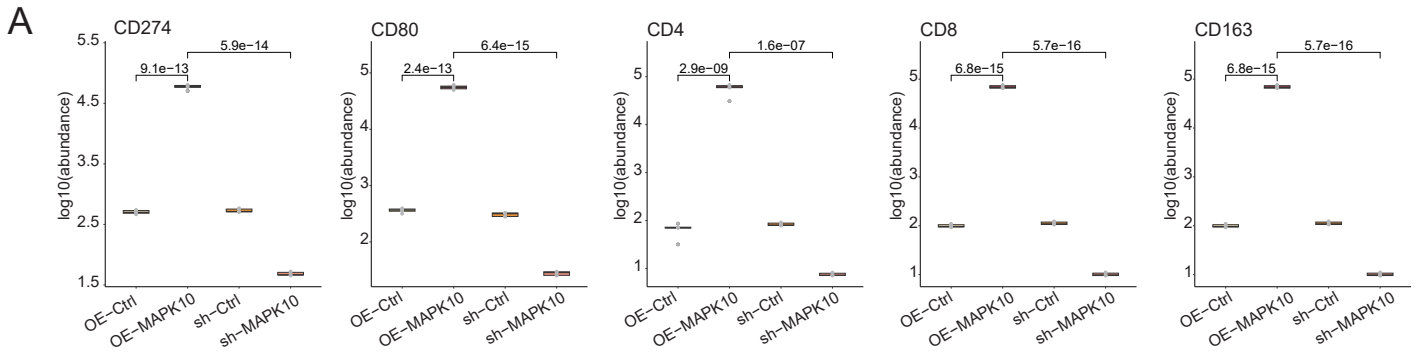 A
CD274
log10(abundance)
5.5
4.5
3.5
2.5
1.5
9.1e−13
5.9e−14
OE−Ctrl
OE−MAPK10
sh−Ctrl
sh−MAPK10
CD80
log10(abundance)
5
4
3
2
2.4e−13
6.4e−15
OE−Ctrl
OE−MAPK10
sh−Ctrl
sh−MAPK10
CD4
log10(abundance)
5
4
3
2
1
2.9e−09
1.6e−07
OE−Ctrl
OE−MAPK10
sh−Ctrl
sh−MAPK10
CD8
log10(abundance)
5
4
3
2
1
6.8e−15
5.7e−16
OE−Ctrl
OE−MAPK10
sh−Ctrl
sh−MAPK10
CD163
log10(abundance)
5
4
3
2
1
6.8e−15
5.7e−16
OE−Ctrl
OE−MAPK10
sh−Ctrl
sh−MAPK10